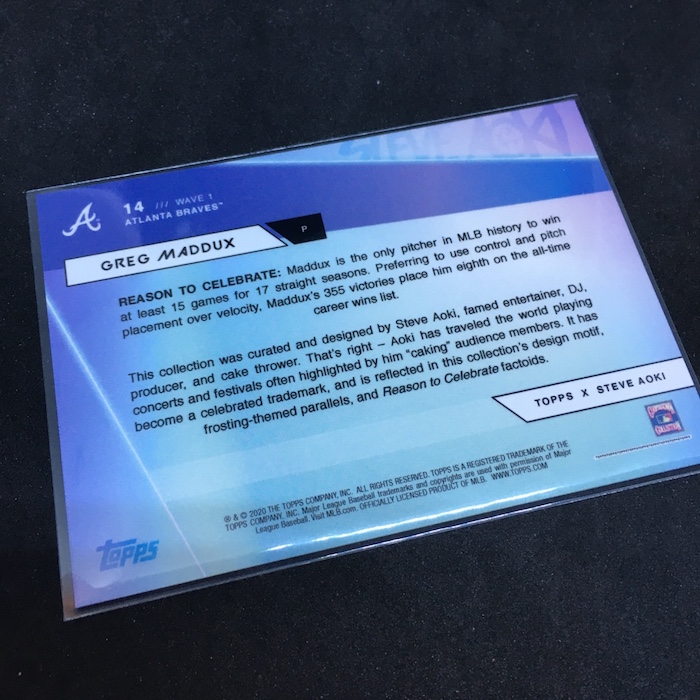 A
14 /// WAVE 1
ATLANTA BRAVES™
GREG MADDUX
P
REASON TO CELEBRATE: Maddux is the only pitcher in MLB history to win
at least 15 games for 17 straight seasons. Preferring to use control and pitch
placement over velocity, Maddux's 355 victories place him eighth on the all-time
career wins list.
This collection was curated and designed by Steve Aoki, famed entertainer, DJ,
producer, and cake thrower. That's right – Aoki has traveled the world playing
concerts and festivals often highlighted by him "caking" audience members. It has
become a celebrated trademark, and is reflected in this collection's design motif,
frosting-themed parallels, and Reason to Celebrate factoids.
TOPPS X STEVE AOKI
COOPERSTOWN
COLLECTION
® & © 2020 THE TOPPS COMPANY, INC. ALL RIGHTS RESERVED. TOPPS IS A REGISTERED TRADEMARK OF THE
TOPPS COMPANY, INC. Major League Baseball trademarks and copyrights are used with permission of Major
League Baseball. Visit MLB.com. OFFICIALLY LICENSED PRODUCT OF MLB. WWW.TOPPS.COM
topps